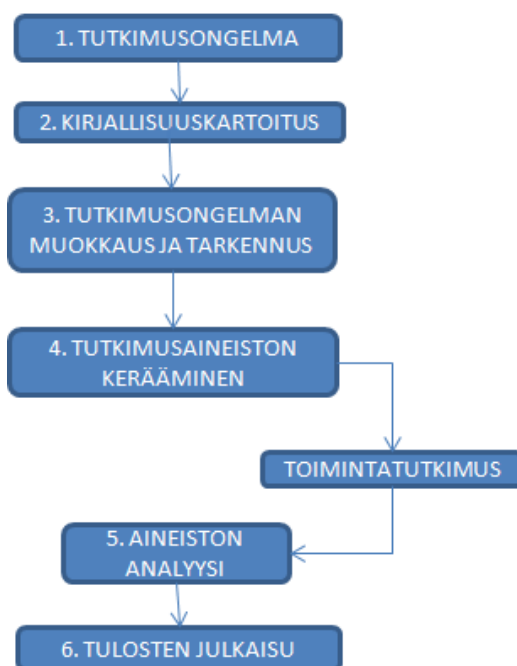 1. TUTKIMUSONGELMA
2. KIRJALLISUUSKARTOITUS
3. TUTKIMUSONGELMAN
MUOKKAUS JA TARKENNUS
4. TUTKIMUSAINEISTON
KERÄÄMINEN
TOIMINTATUTKIMUS
5. AINEISTON
ANALYYSI
6. TULOSTEN JULKAISU